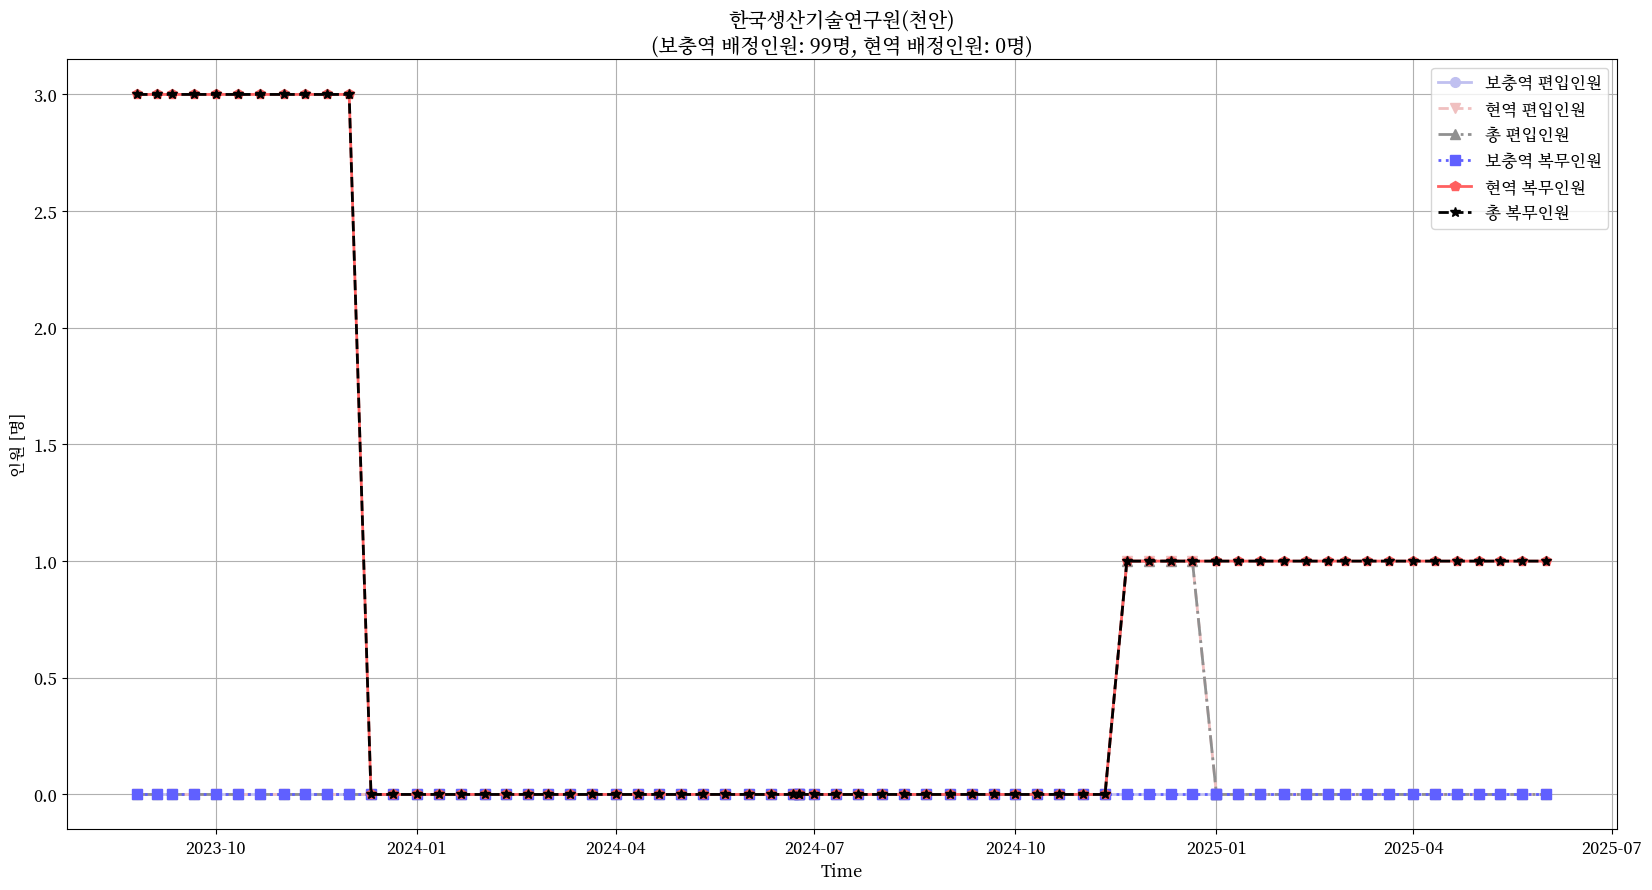 한국생산기술연구원(천안)
(보충역 배정인원: 99명, 현역 배정인원: 0명)
보충역 편입인원
현역 편입인원
총 편입인원
보충역 복무인원
현역 복무인원
총 복무인원
인원 [명]
3.0
2.5
2.0
1.5
1.0
0.5
0.0
2023-10
2024-01
2024-04
2024-07
2024-10
2025-01
2025-04
2025-07
Time